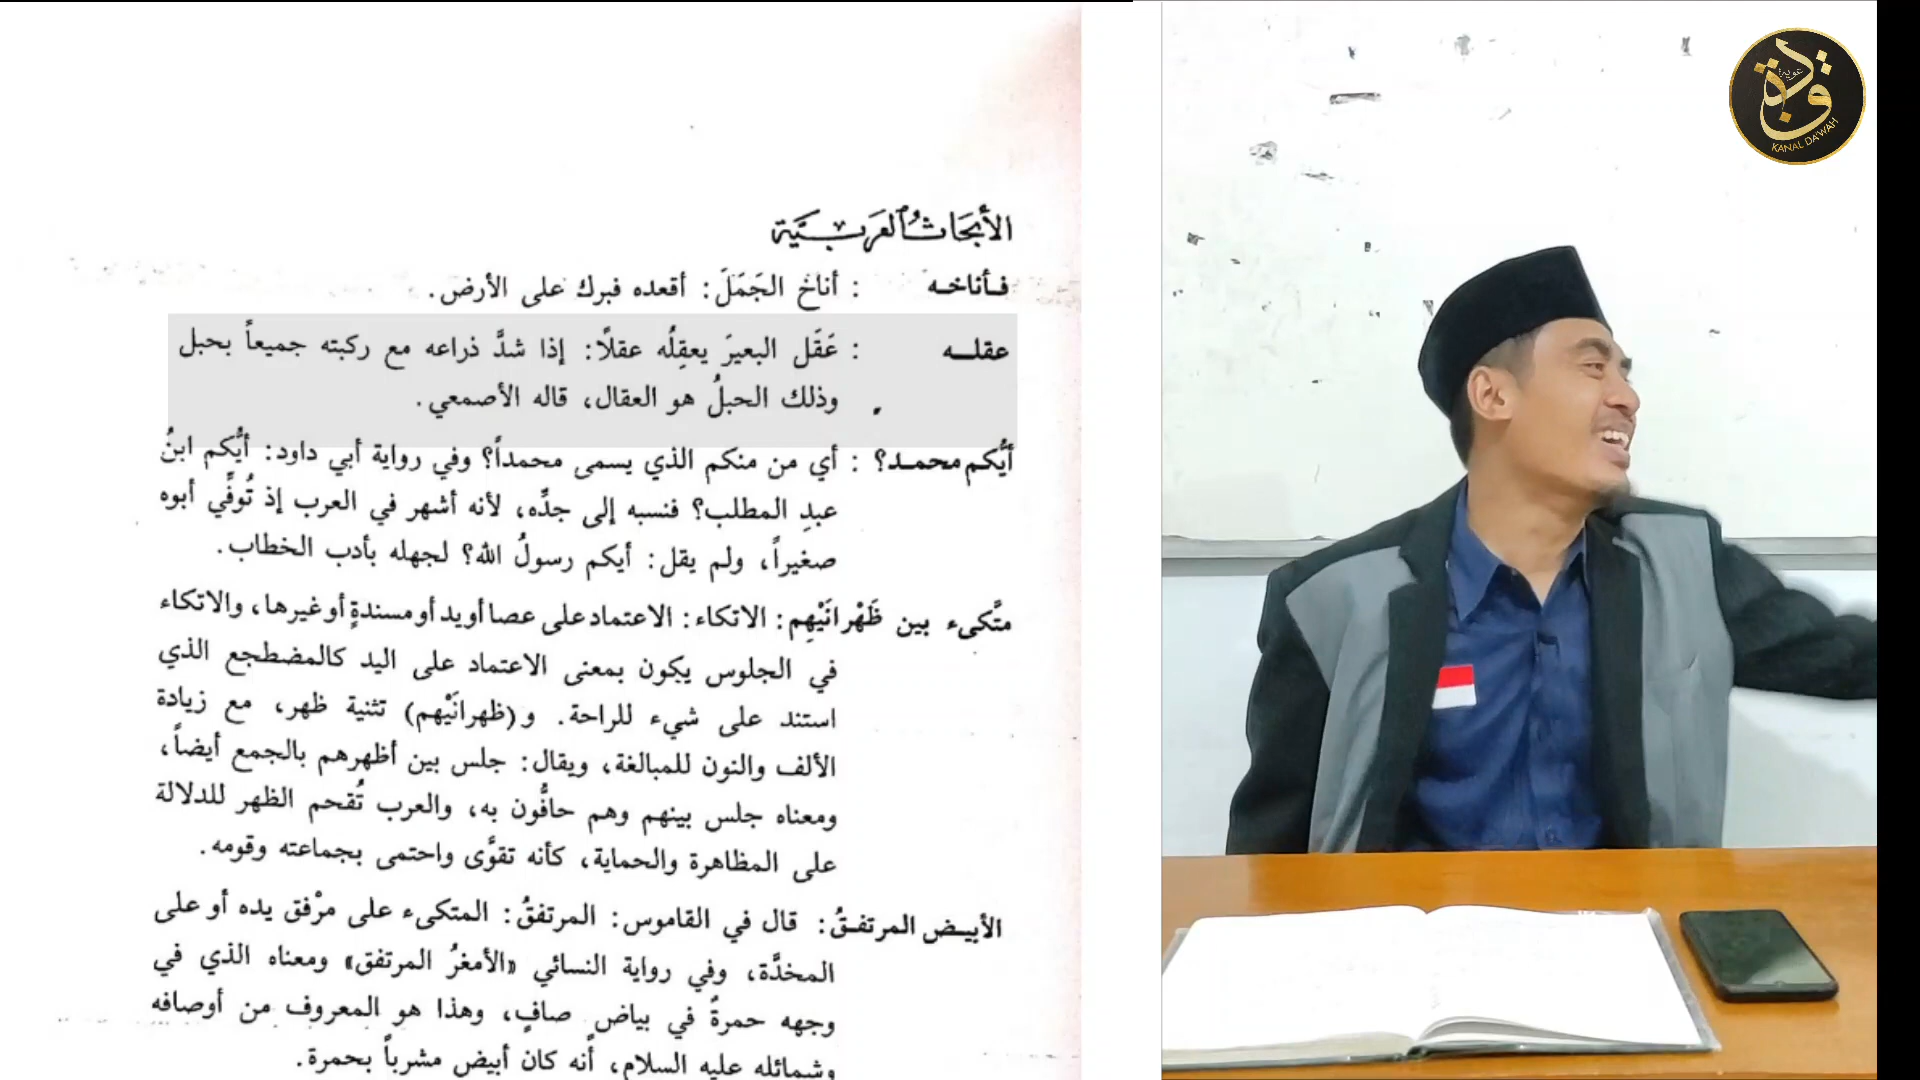 الأبحاث العربية
فأناخه : أناخ الجَمَلَ: أقعده فبرك على الأرض.
عقلـه : عَقَل البعيرَ يعقِلُه عقلًا: إذا شدَّ ذراعه مع ركبته جميعاً بحبل
وذلك الحبلُ هو العقال، قاله الأصمعي.
أيُّكم محمد؟ : أي من منكم الذي يسمى محمداً؟ وفي رواية أبي داود: أيُّكم ابنُ
عبدِ المطلب؟ فنسبه إلى جدِّه، لأنه أشهر في العرب إذ تُوفِّي أبوه
صغيراً، ولم يقل: أيكم رسولُ الله؟ لجهله بأدب الخطاب.
متَّكىء بين ظَهْرانَيْهِم: الاتكاء: الاعتماد على عصا أو يد أو مسندةٍ أو غيرها، والاتكاء
في الجلوس يكون بمعنى الاعتماد على اليد كالمضطجع الذي
استند على شيء للراحة. و(ظهرانَيْهم) تثنية ظهر، مع زيادة
الألف والنون للمبالغة، ويقال: جلس بين أظهرهم بالجمع أيضاً،
ومعناه جلس بينهم وهم حافُّون به، والعرب تُقحم الظهر للدلالة
على المظاهرة والحماية، كأنه تقوَّى واحتمى بجماعته وقومه.
الأبيض المرتفقُ: قال في القاموس: المرتفقُ: المتكىء على مرْفق يده أو على
المخدَّة، وفي رواية النسائي «الأمغرُ المرتفق» ومعناه الذي في
وجهه حمرةٌ في بياض صافٍ، وهذا هو المعروف من أوصافه
وشمائله عليه السلام، أنه كان أبيض مشرباً بحمرة.
KANAL DA'WAH